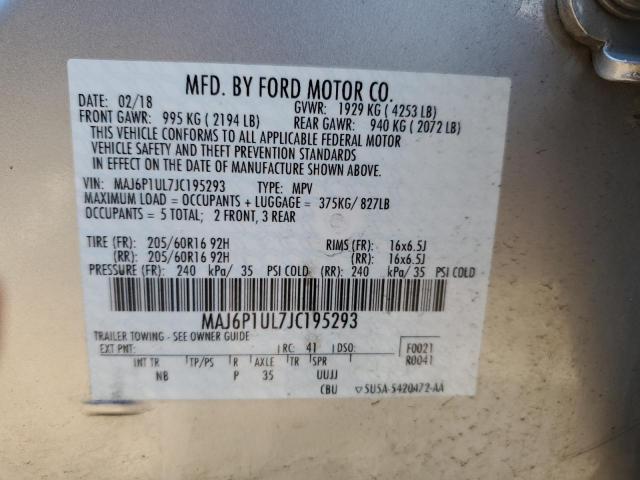 MFD. BY FORD MOTOR CO.
DATE: 02/18 GVWR: 1929 KG ( 4253 LB)
FRONT GAWR: 995 KG ( 2194 LB) REAR GAWR: 940 KG ( 2072 LB)
THIS VEHICLE CONFORMS TO ALL APPLICABLE FEDERAL MOTOR
VEHICLE SAFETY AND THEFT PREVENTION STANDARDS
IN EFFECT ON THE DATE OF MANUFACTURE SHOWN ABOVE.
VIN: MAJ6P1UL7JC195293 TYPE: MPV
MAXIMUM LOAD = OCCUPANTS + LUGGAGE = 375KG/ 827LB
OCCUPANTS = 5 TOTAL; 2 FRONT, 3 REAR
TIRE (FR): 205/60R16 92H RIMS (FR): 16x6.5J
(RR): 205/60R16 92H (RR): 16x6.5J
PRESSURE (FR): 240 kPa/ 35 PSI COLD (RR): 240 kPa/ 35 PSI COLD
MAJ6P1UL7JC195293
TRAILER TOWING - SEE OWNER GUIDE
EXT PNT: RC: 41 DSO: F0021
R0041
INT TR TP/PS R AXLE TR SPR
NB P 35 UUJJ
CBU 5U5A-5420472-AA